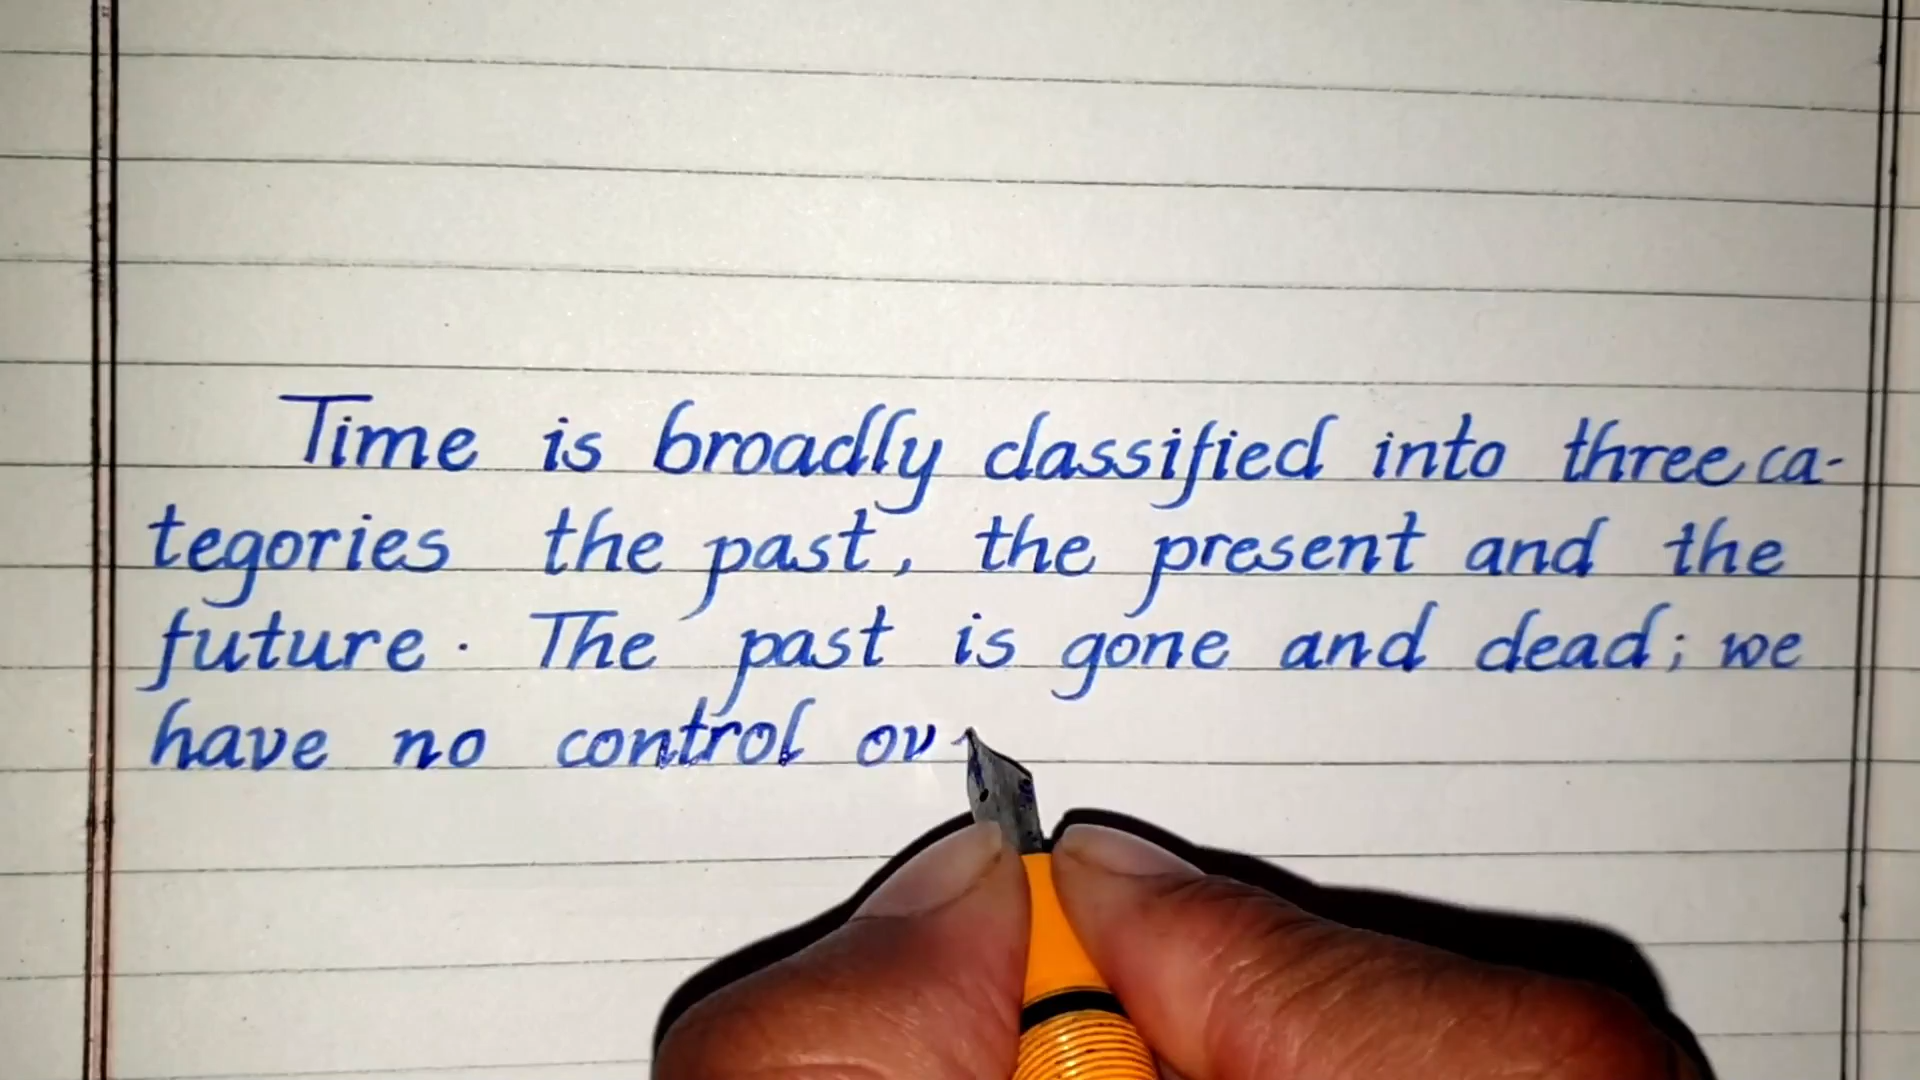 Time is broadly classified into three ca-
tegories the past, the present and the
future. The past is gone and dead; we
have no control ov